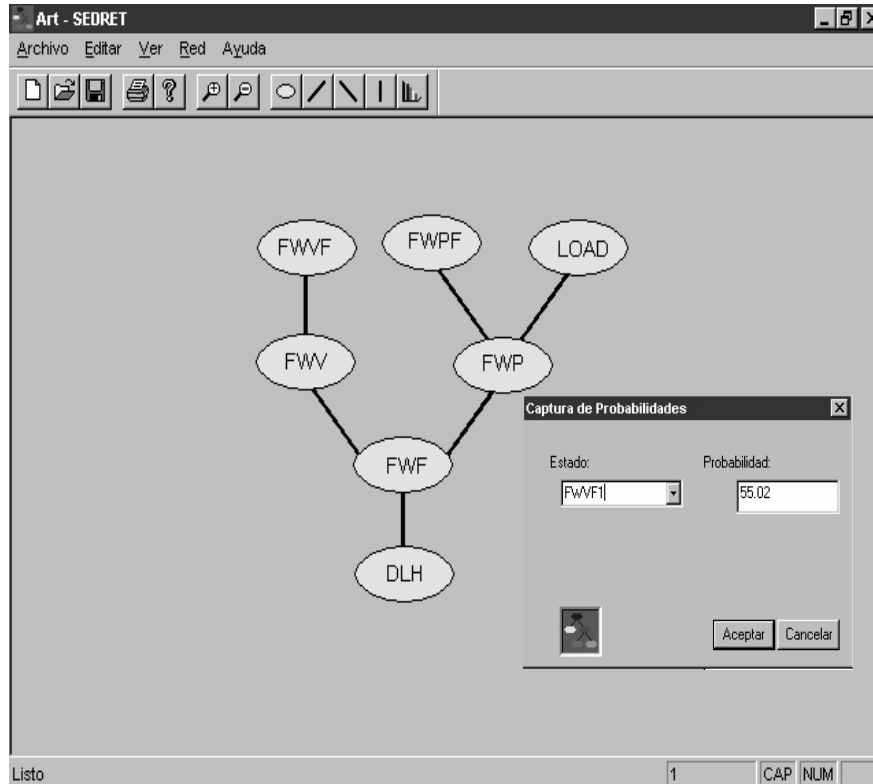 Art - SEDRET
Archivo Editar Ver Red Ayuda
FWVF
FWPF
LOAD
FWV
FWP
FWF
DLH
Captura de Probabilidades
Estado: Probabilidad:
FWVF1 55.02
Aceptar Cancelar
Listo 1 CAP NUM